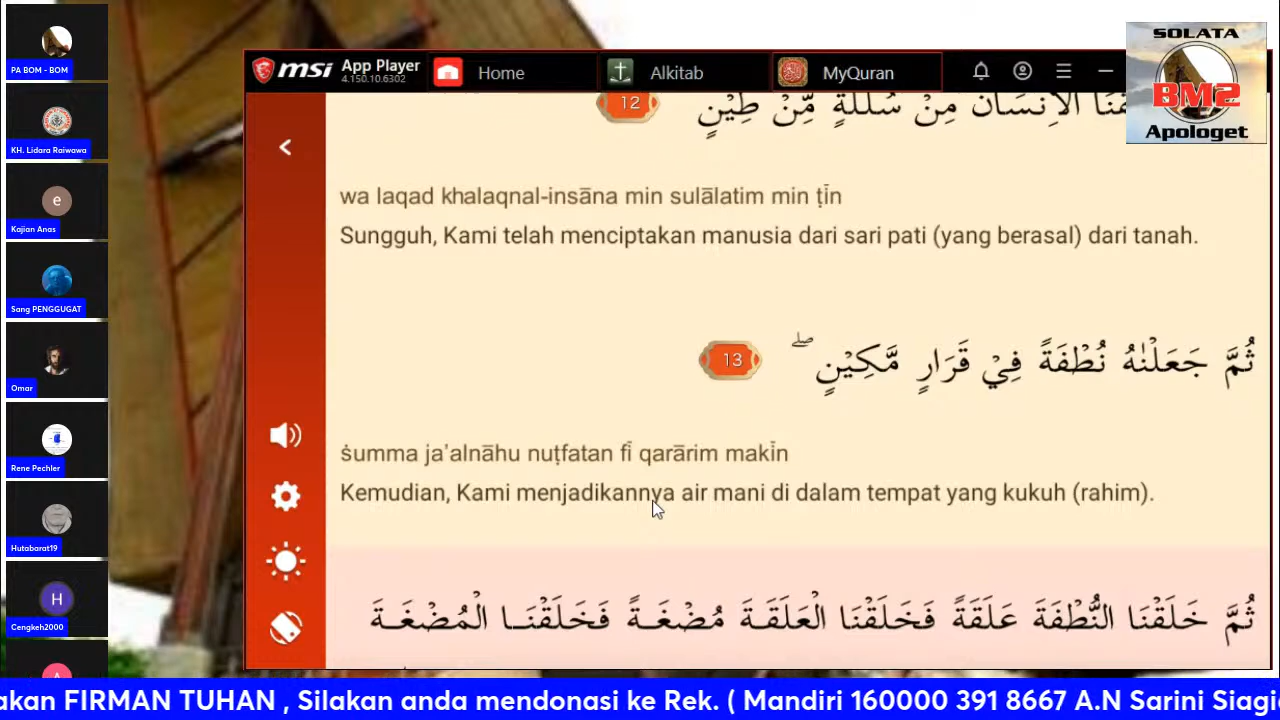 PA BOM - BOM
KH. Lidara Raiwawa
e
Kajian Anas
Sang PENGGUGAT
Omar
Rene Pechler
Hutabarat19
H
Cengkeh2000
msi App Player
4.150.10.6302
Home
Alkitab
MyQuran
SOLATA
BM2
Apologet
الْاِنْسَانَ مِنْ سُلٰلَةٍ مِّنْ طِيْنٍ
12
wa laqad khalaqnal-insāna min sulālatim min ṭīn
Sungguh, Kami telah menciptakan manusia dari sari pati (yang berasal) dari tanah.
ثُمَّ جَعَلْنٰهُ نُطْفَةً فِيْ قَرَارٍ مَّكِيْنٍ ۖ
13
ṡumma ja‘alnāhu nuṭfatan fī qarārim makīn
Kemudian, Kami menjadikannya air mani di dalam tempat yang kukuh (rahim).
ثُمَّ خَلَقْنَا النُّطْفَةَ عَلَقَةً فَخَلَقْنَا الْعَلَقَةَ مُضْغَةً فَخَلَقْنَا الْمُضْغَةَ
akan FIRMAN TUHAN , Silakan anda mendonasi ke Rek. ( Mandiri 160000 391 8667 A.N Sarini Siagi